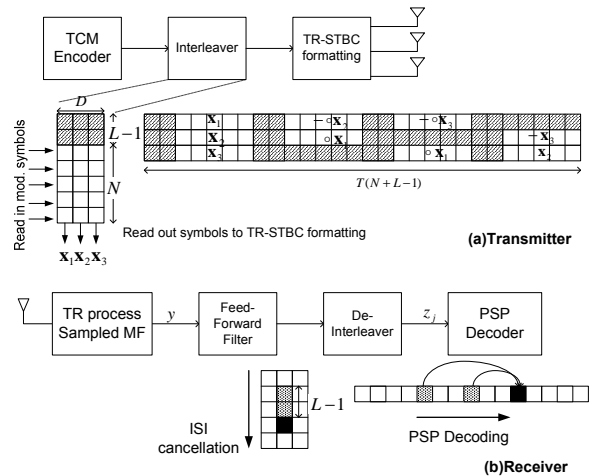 TCM
Encoder
Interleaver
TR-STBC
formatting
D
L-1
N
Read in mod. symbols
x₁ x₂ x₃
Read out symbols to TR-STBC formatting
x₁ -∘x₂ -∘x₃
x₂ ∘x₁ -x₃
x₃ ∘x₁ x₂
T(N+L-1)
(a)Transmitter
TR process
Sampled MF
y
Feed-
Forward
Filter
De-
Interleaver
z_j
PSP
Decoder
ISI
cancellation
L-1
PSP Decoding
(b)Receiver